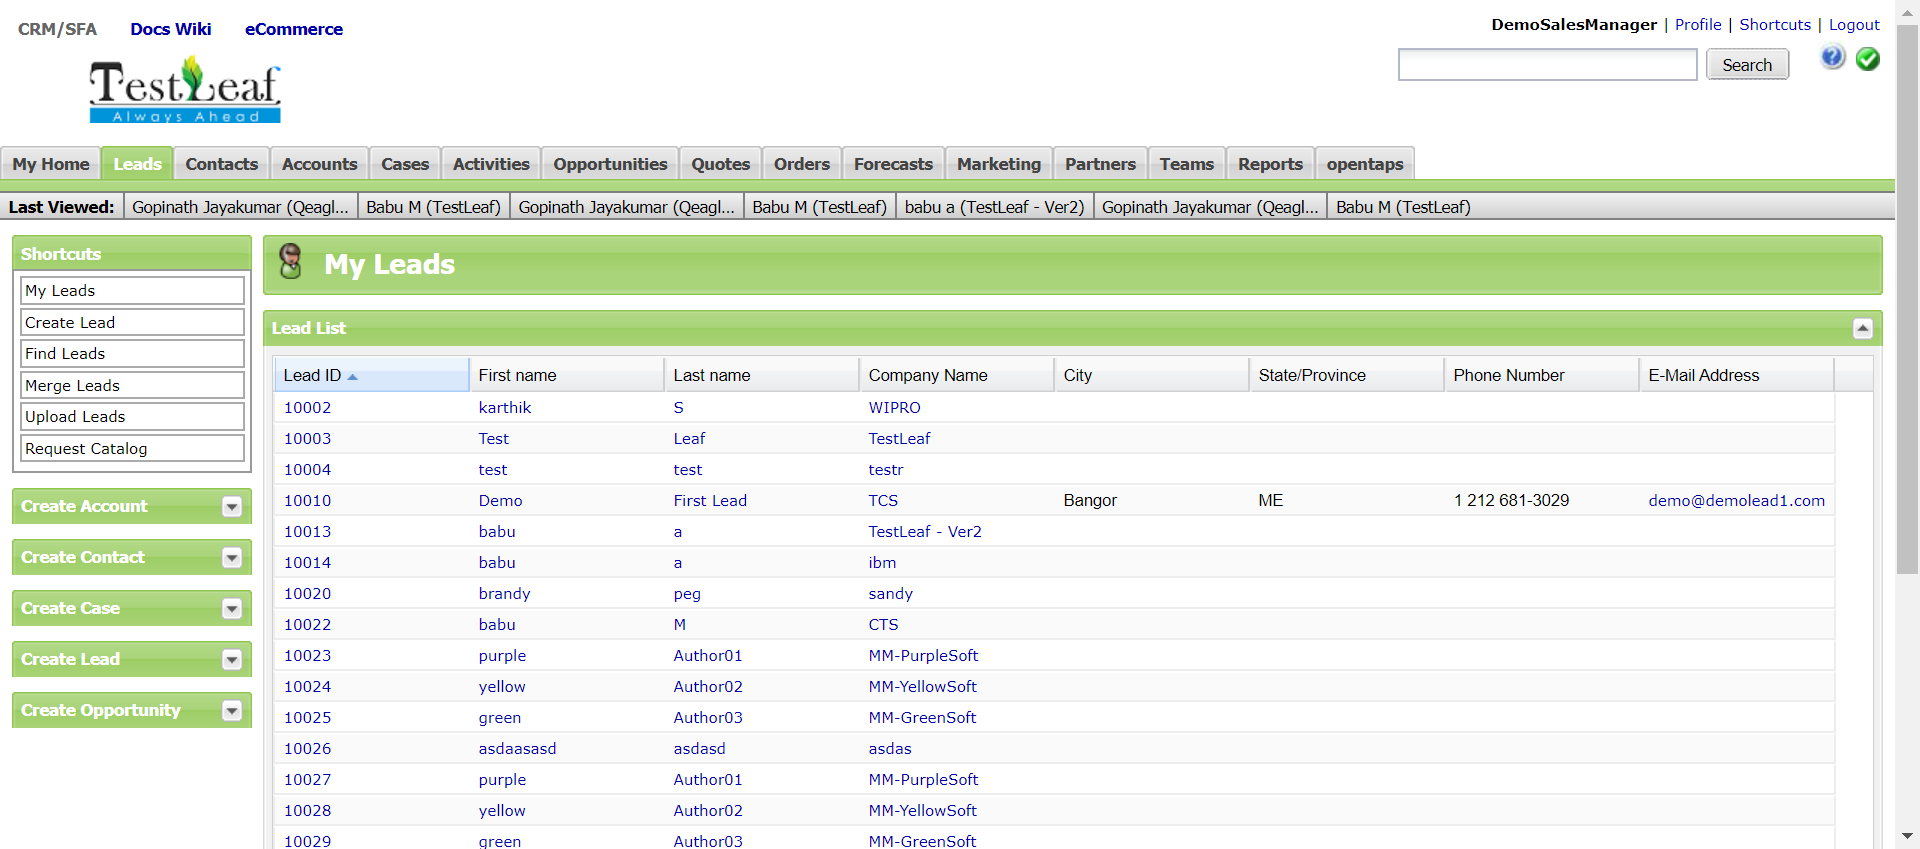 CRM/SFA Docs Wiki eCommerce
DemoSalesManager | Profile | Shortcuts | Logout
Search
TestLeaf
Always Ahead
My Home Leads Contacts Accounts Cases Activities Opportunities Quotes Orders Forecasts Marketing Partners Teams Reports opentaps
Last Viewed: Gopinath Jayakumar (Qeagl... Babu M (TestLeaf) Gopinath Jayakumar (Qeagl... Babu M (TestLeaf) babu a (TestLeaf - Ver2) Gopinath Jayakumar (Qeagl... Babu M (TestLeaf)
Shortcuts
My Leads
Create Lead
Find Leads
Merge Leads
Upload Leads
Request Catalog
Create Account
Create Contact
Create Case
Create Lead
Create Opportunity
My Leads
Lead List
Lead ID First name Last name Company Name City State/Province Phone Number E-Mail Address
10002 karthik S WIPRO
10003 Test Leaf TestLeaf
10004 test test testr
10010 Demo First Lead TCS Bangor ME 1 212 681-3029 demo@demolead1.com
10013 babu a TestLeaf - Ver2
10014 babu a ibm
10020 brandy peg sandy
10022 babu M CTS
10023 purple Author01 MM-PurpleSoft
10024 yellow Author02 MM-YellowSoft
10025 green Author03 MM-GreenSoft
10026 asdaasasd asdasd asdas
10027 purple Author01 MM-PurpleSoft
10028 yellow Author02 MM-YellowSoft
10029 green Author03 MM-GreenSoft